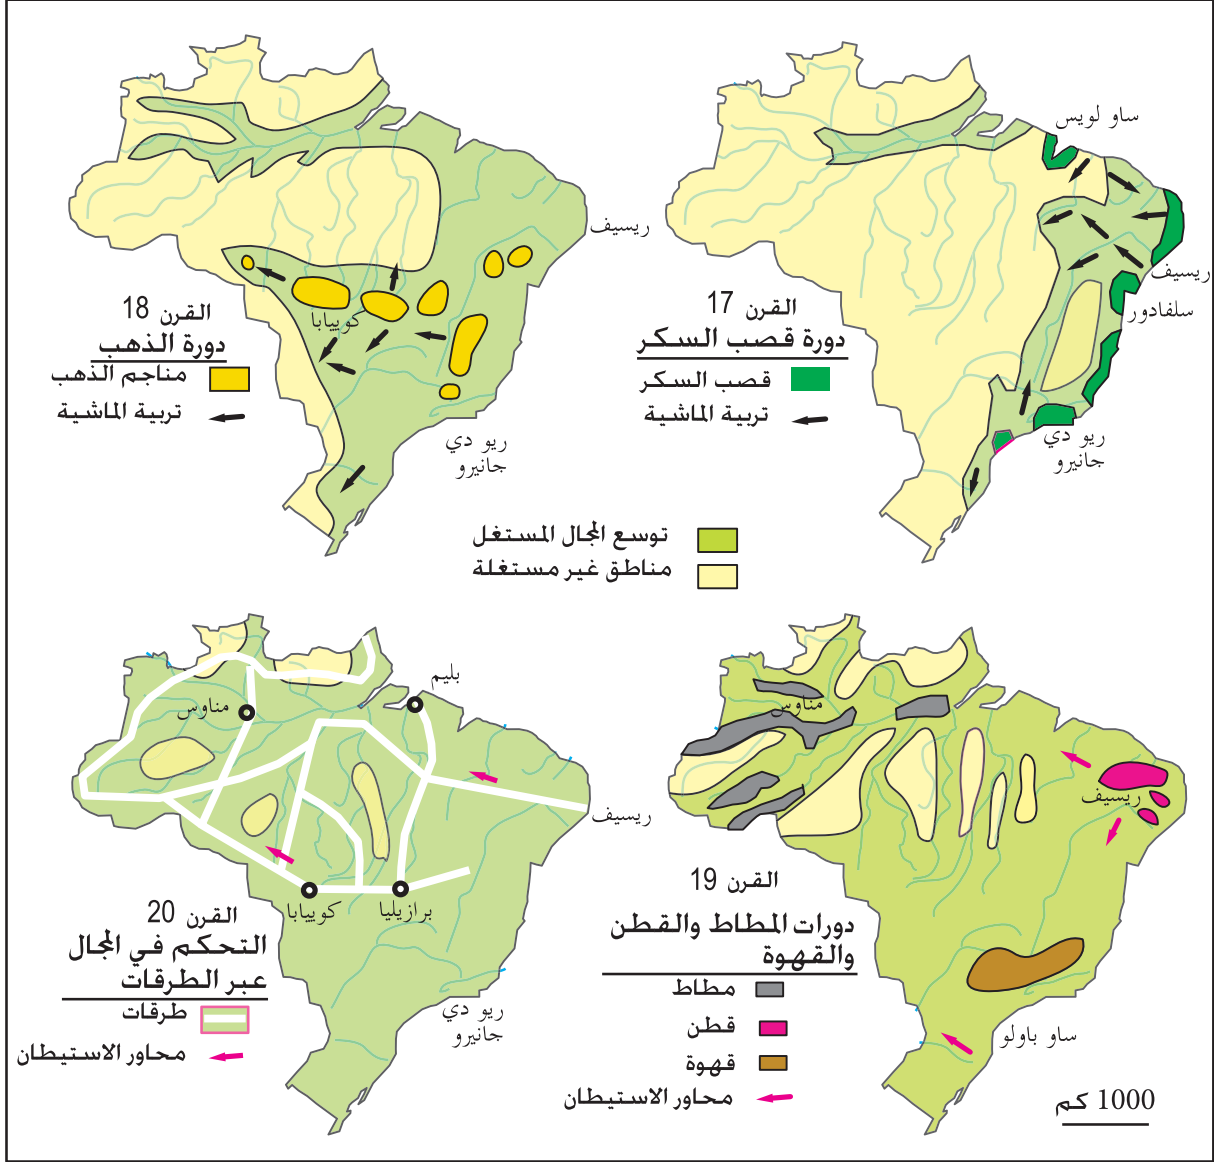 ساو لويس
ريسيف
سلفادور
ريو دي
جانيرو
القرن 17
دورة قصب السكر
قصب السكر
تربية الماشية
ريسيف
كوييابا
ريو دي
جانيرو
القرن 18
دورة الذهب
مناجم الذهب
تربية الماشية
توسع المجال المستغل
مناطق غير مستغلة
مناوس
ريسيف
ساو باولو
القرن 19
دورات المطاط والقطن
والقهوة
مطاط
قطن
قهوة
محاور الاستيطان
1000 كم
بليم
مناوس
ريسيف
برازيليا
كوييابا
ريو دي
جانيرو
القرن 20
التحكم في المجال
عبر الطرقات
طرقات
محاور الاستيطان